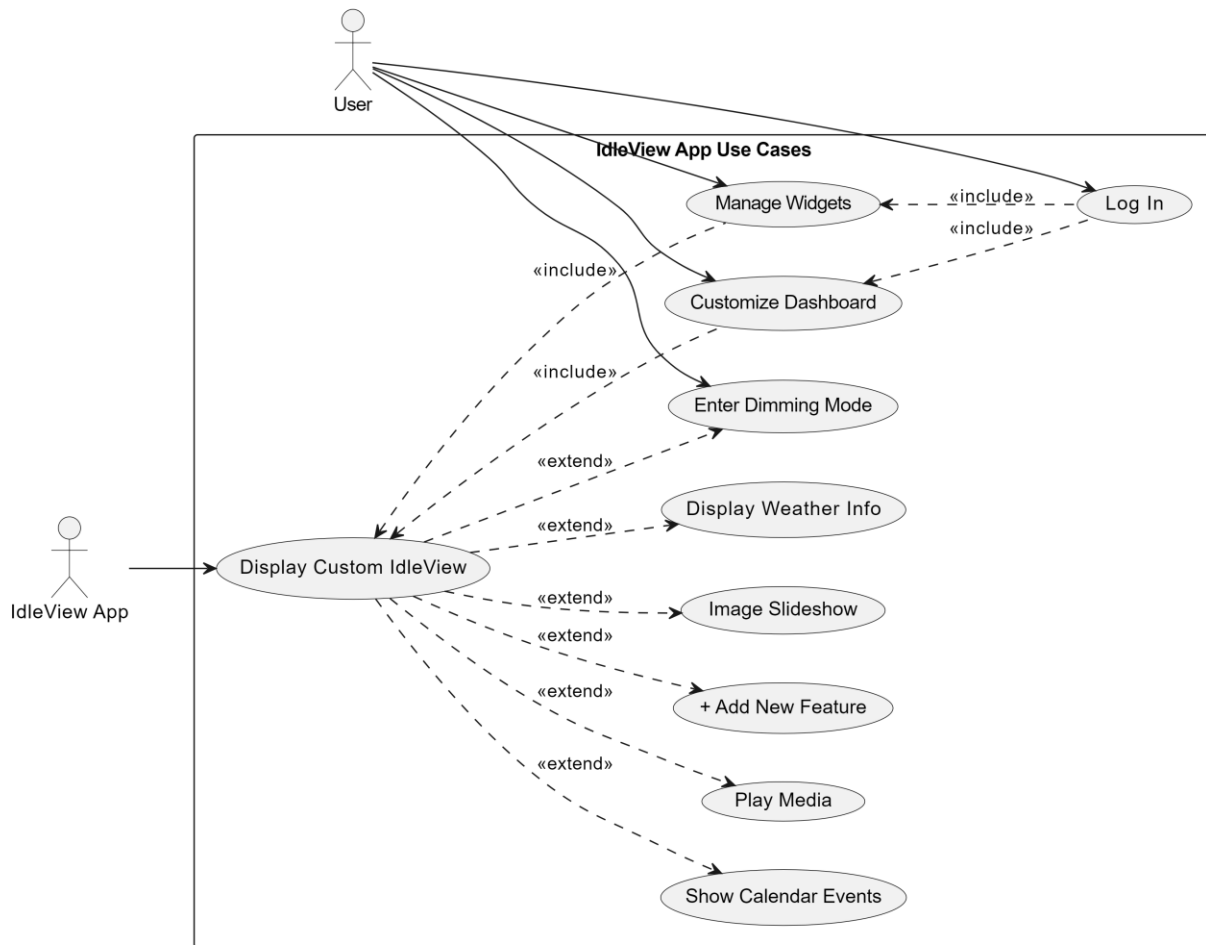 User
IdleView App Use Cases
Manage Widgets
«include»
Log In
«include»
«include»
Customize Dashboard
«include»
Enter Dimming Mode
«extend»
Display Weather Info
«extend»
Display Custom IdleView
IdleView App
«extend»
Image Slideshow
«extend»
«extend»
+ Add New Feature
«extend»
Play Media
Show Calendar Events